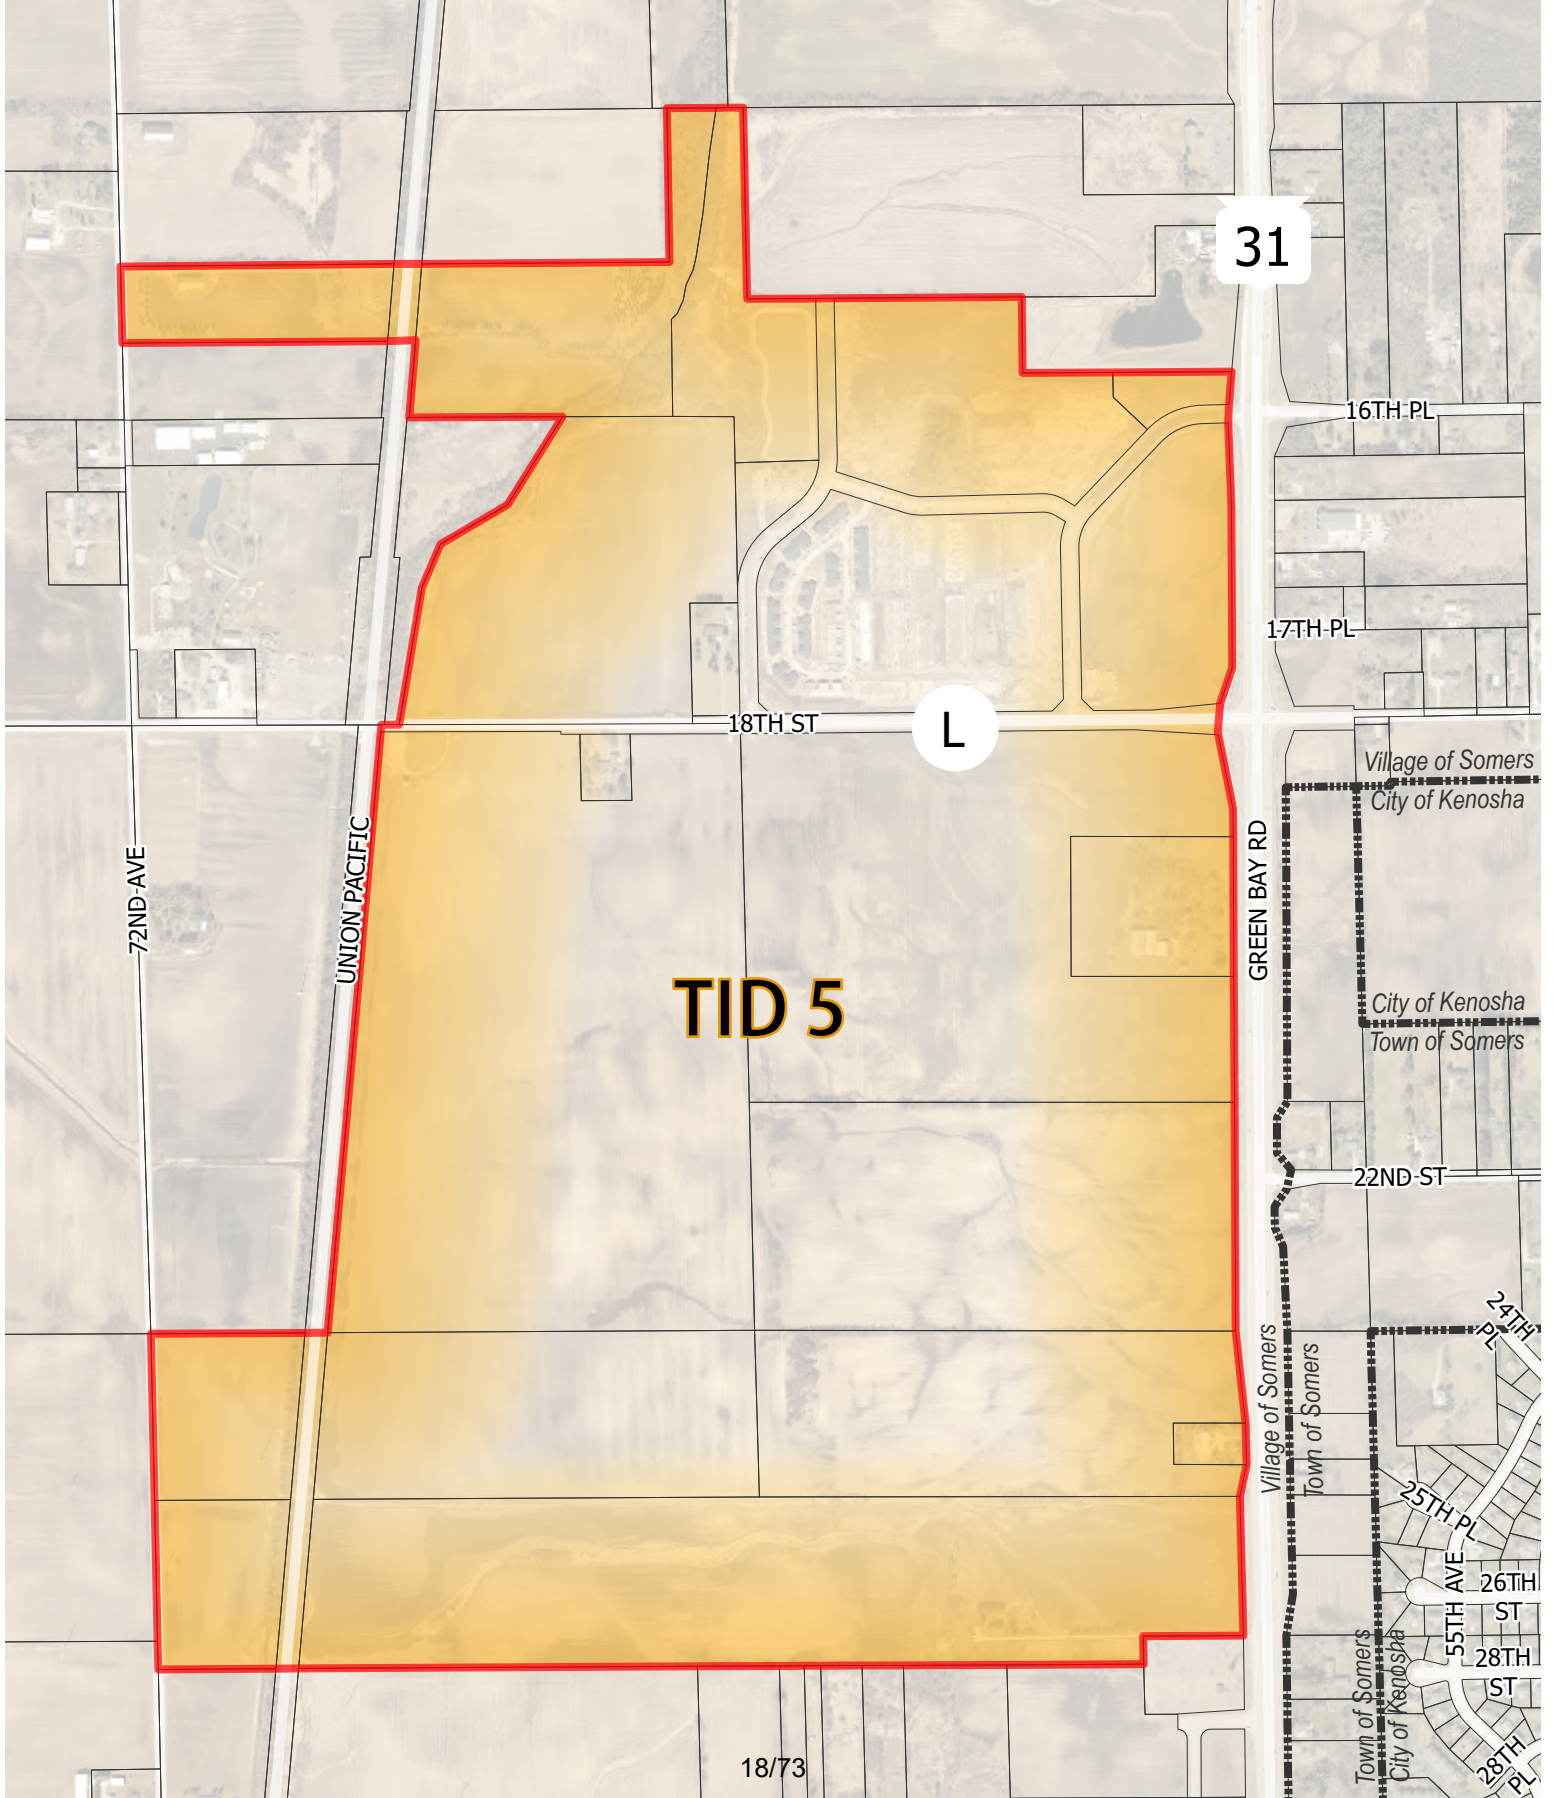 31
16TH PL
17TH PL
18TH ST
L
Village of Somers
City of Kenosha
72ND AVE
UNION PACIFIC
GREEN BAY RD
TID 5
City of Kenosha
Town of Somers
22ND ST
24TH
PL
Village of Somers
Town of Somers
25TH PL
55TH AVE
26TH
ST
28TH
ST
Town of Somers
City of Kenosha
28TH
PL
18/73